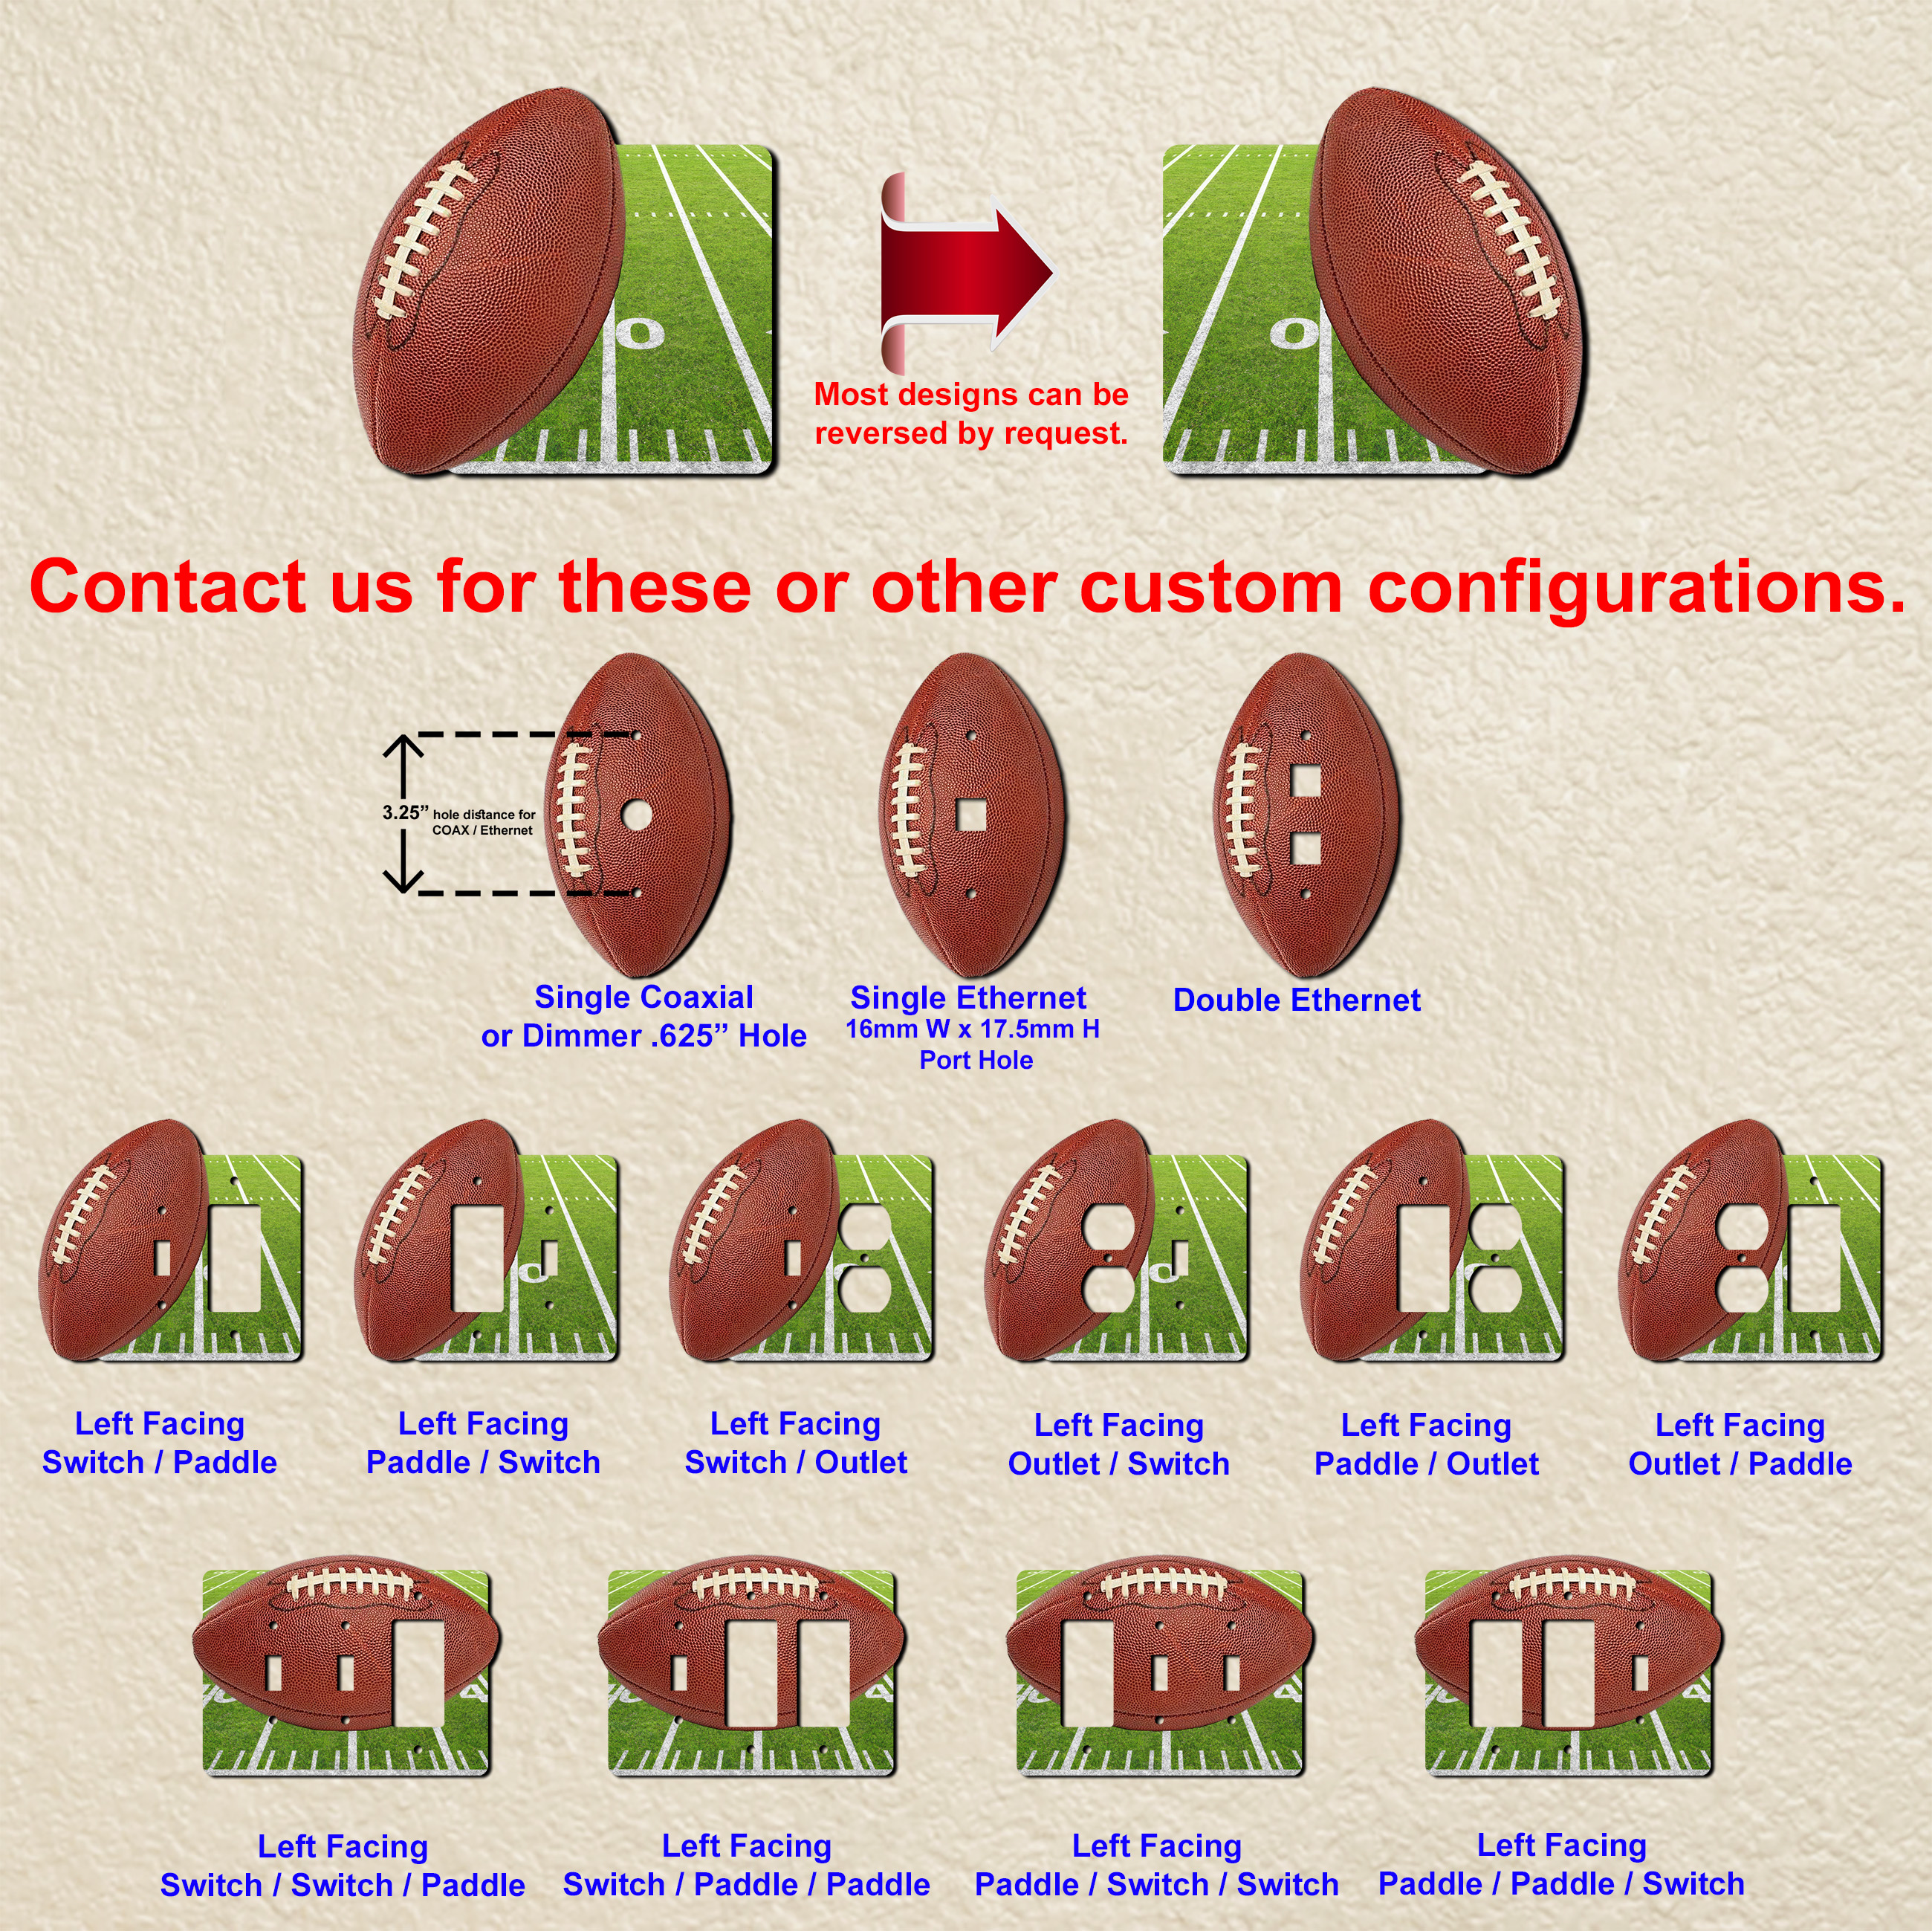 Most designs can be
reversed by request.
Contact us for these or other custom configurations.
3.25” hole distance for
COAX / Ethernet
Single Coaxial
or Dimmer .625” Hole
Single Ethernet
16mm W x 17.5mm H
Port Hole
Double Ethernet
Left Facing
Switch / Paddle
Left Facing
Paddle / Switch
Left Facing
Switch / Outlet
Left Facing
Outlet / Switch
Left Facing
Paddle / Outlet
Left Facing
Outlet / Paddle
Left Facing
Switch / Switch / Paddle
Left Facing
Switch / Paddle / Paddle
Left Facing
Paddle / Switch / Switch
Left Facing
Paddle / Paddle / Switch